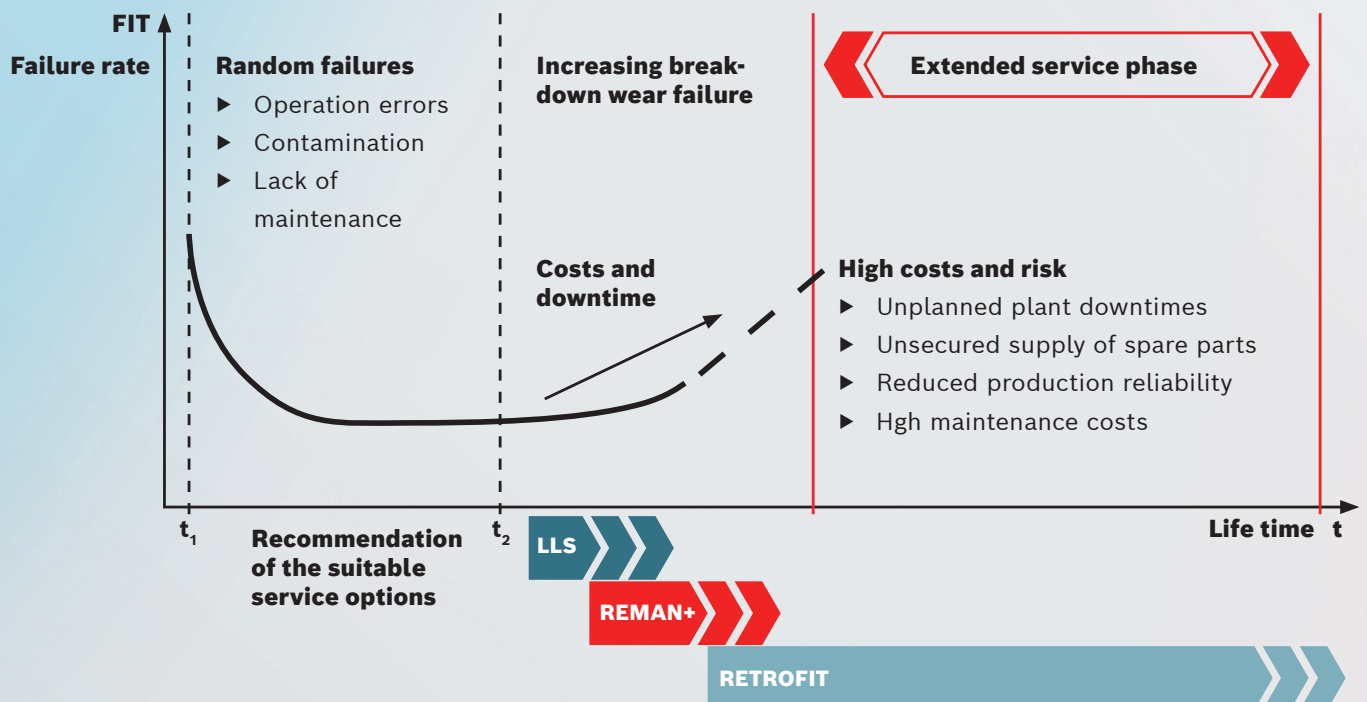 FIT
Failure rate
Random failures
Operation errors
Contamination
Lack of
maintenance
Increasing break-
down wear failure
Extended service phase
Costs and
downtime
High costs and risk
Unplanned plant downtimes
Unsecured supply of spare parts
Reduced production reliability
Hgh maintenance costs
t₁
t₂
Life time t
Recommendation
of the suitable
service options
LLS
REMAN+
RETROFIT